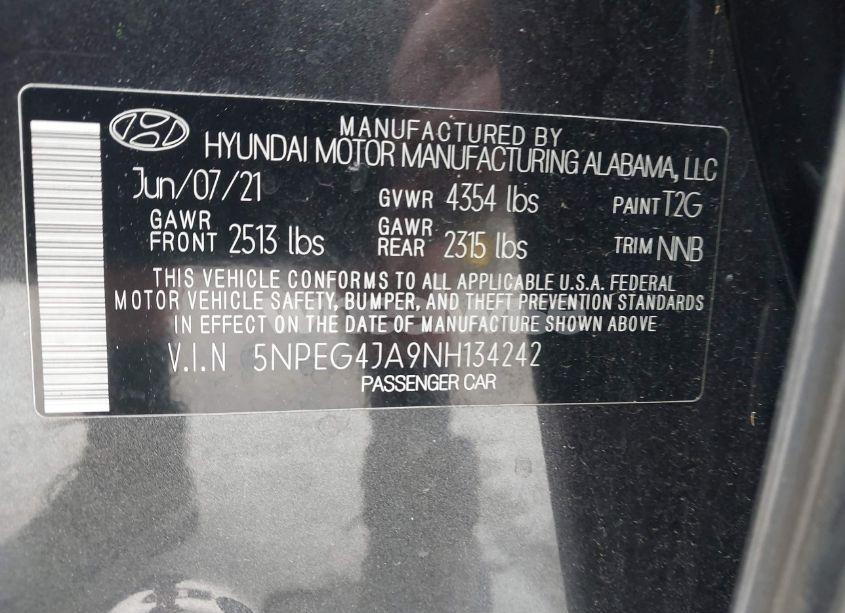 MANUFACTURED BY
HYUNDAI MOTOR MANUFACTURING ALABAMA, LLC
Jun/07/21 GVWR 4354 lbs PAINT T2G
GAWR FRONT 2513 lbs GAWR REAR 2315 lbs TRIM NNB
THIS VEHICLE CONFORMS TO ALL APPLICABLE U.S.A. FEDERAL
MOTOR VEHICLE SAFETY, BUMPER, AND THEFT PREVENTION STANDARDS
IN EFFECT ON THE DATE OF MANUFACTURE SHOWN ABOVE
V.I.N 5NPEG4JA9NH134242
PASSENGER CAR